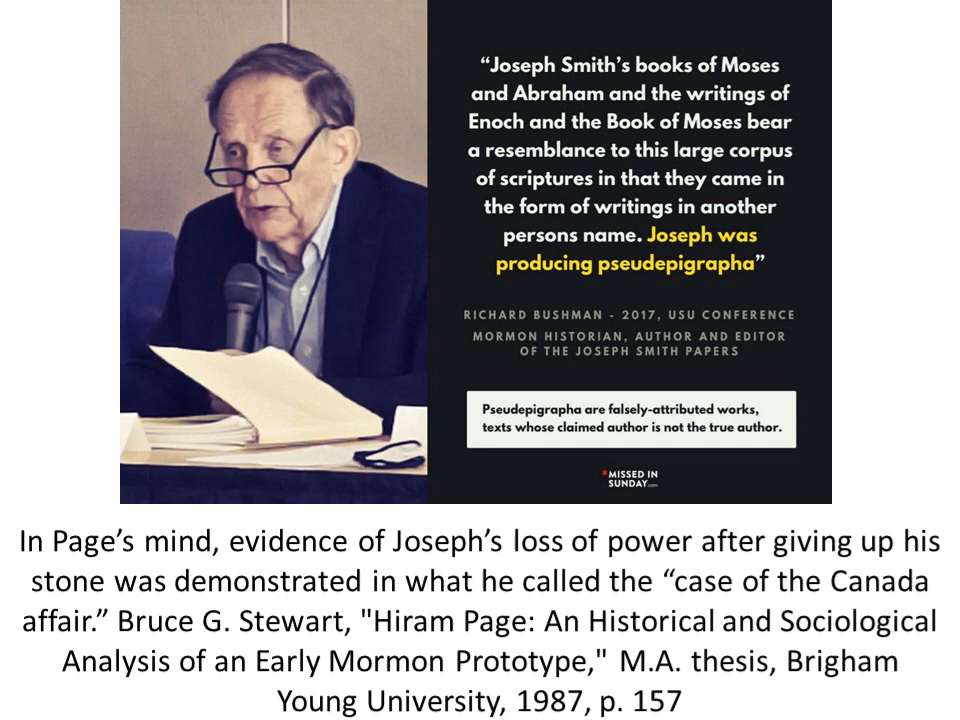 “Joseph Smith’s books of Moses
and Abraham and the writings of
Enoch and the Book of Moses bear
a resemblance to this large corpus
of scriptures in that they came in
the form of writings in another
persons name. Joseph was
producing pseudepigrapha”
RICHARD BUSHMAN - 2017, USU CONFERENCE
MORMON HISTORIAN, AUTHOR AND EDITOR
OF THE JOSEPH SMITH PAPERS
Pseudepigrapha are falsely-attributed works,
texts whose claimed author is not the true author.
*MISSED IN
SUNDAY.com
In Page’s mind, evidence of Joseph’s loss of power after giving up his
stone was demonstrated in what he called the “case of the Canada
affair.” Bruce G. Stewart, "Hiram Page: An Historical and Sociological
Analysis of an Early Mormon Prototype," M.A. thesis, Brigham
Young University, 1987, p. 157